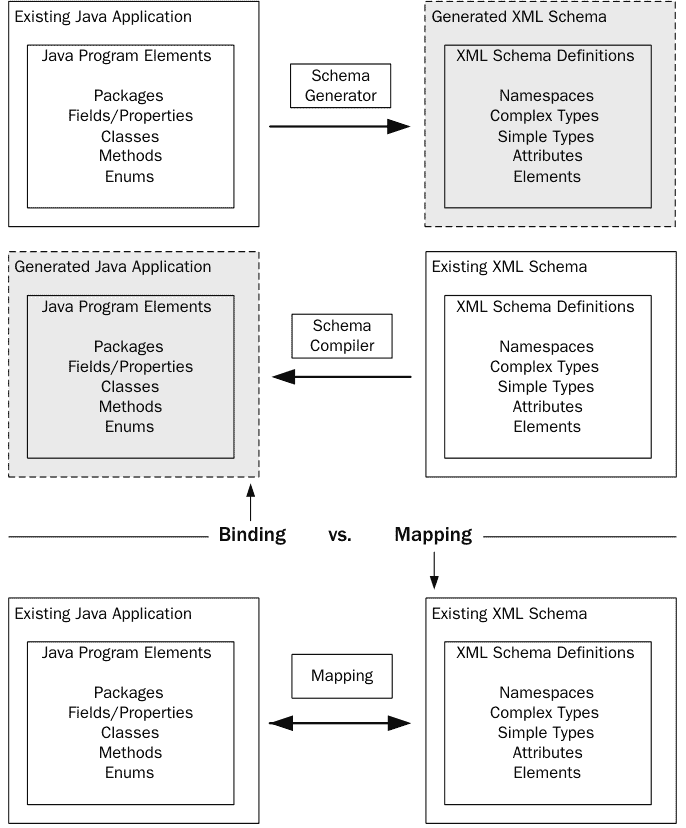 Existing Java Application
Java Program Elements
Packages
Fields/Properties
Classes
Methods
Enums
Schema
Generator
Generated XML Schema
XML Schema Definitions
Namespaces
Complex Types
Simple Types
Attributes
Elements
Generated Java Application
Java Program Elements
Packages
Fields/Properties
Classes
Methods
Enums
Schema
Compiler
Existing XML Schema
XML Schema Definitions
Namespaces
Complex Types
Simple Types
Attributes
Elements
Binding vs. Mapping
Existing Java Application
Java Program Elements
Packages
Fields/Properties
Classes
Methods
Enums
Mapping
Existing XML Schema
XML Schema Definitions
Namespaces
Complex Types
Simple Types
Attributes
Elements